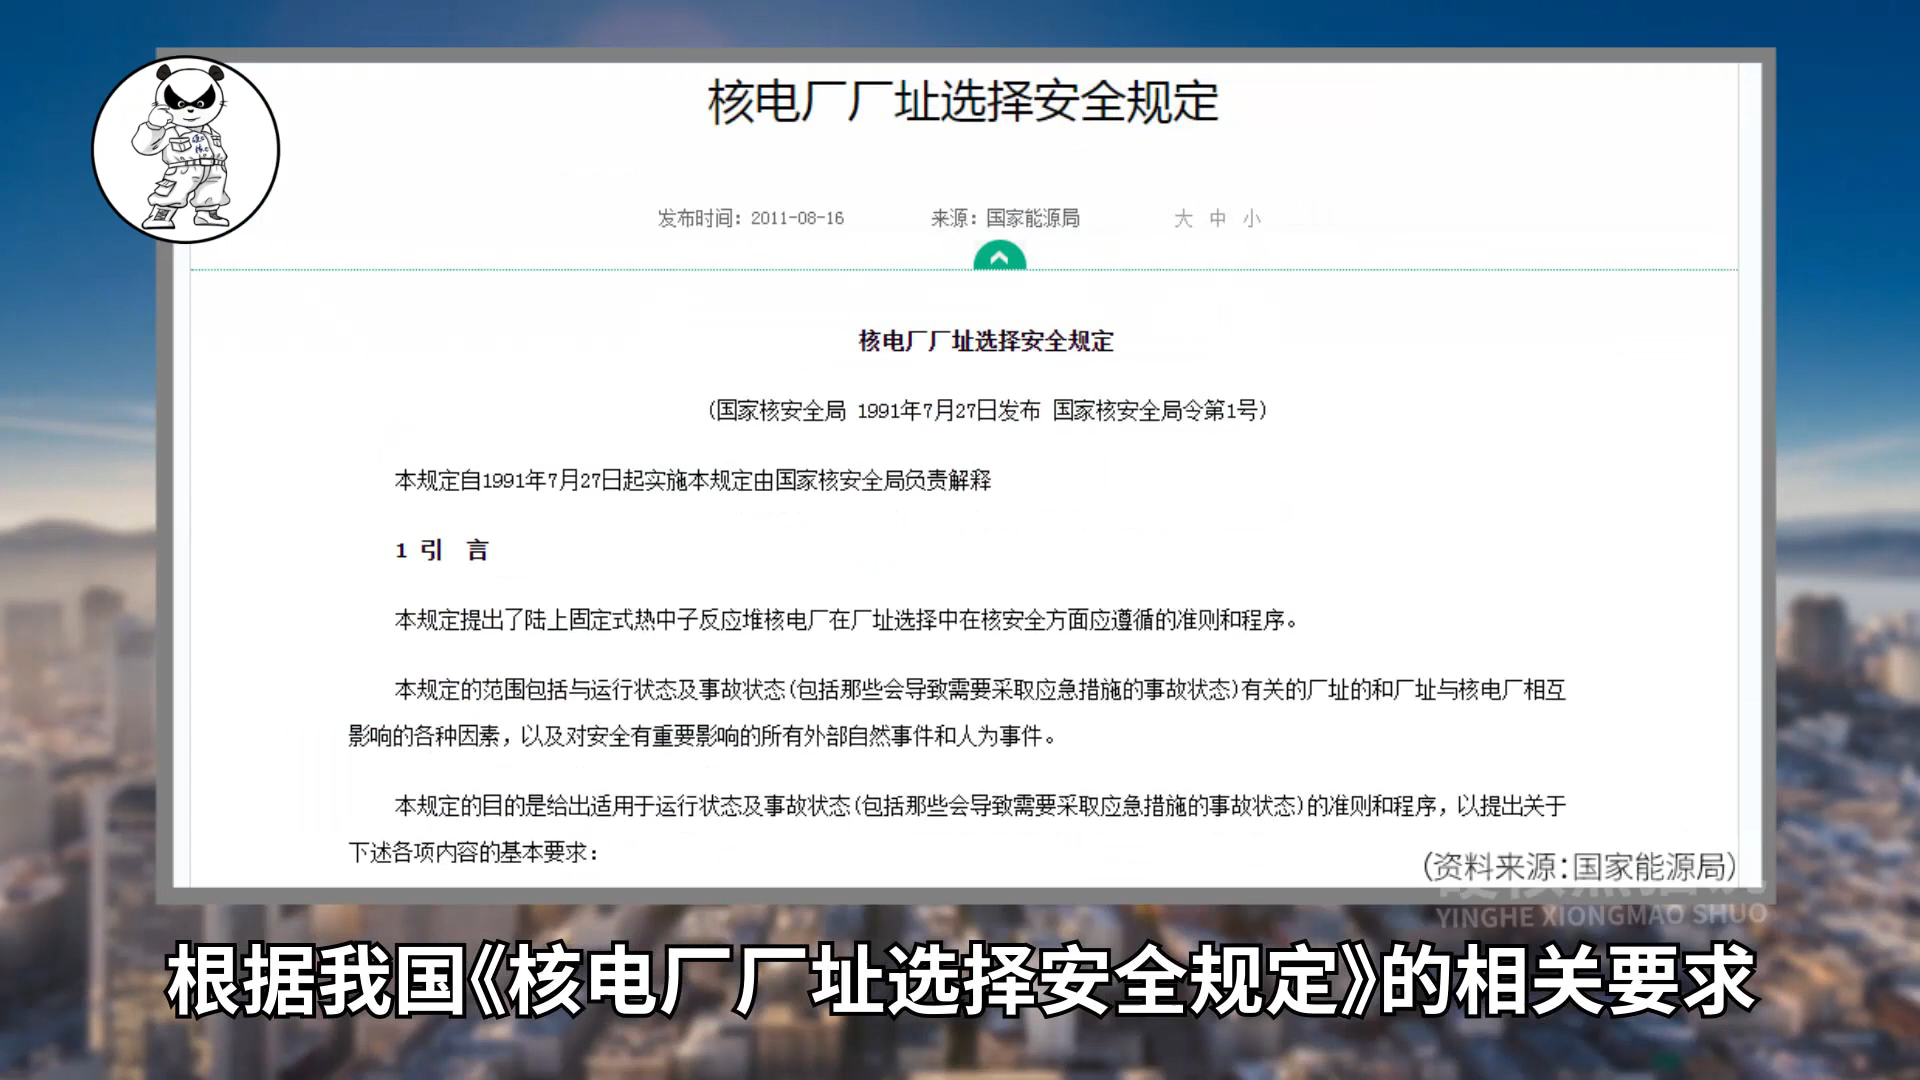 核电厂厂址选择安全规定
发布时间：2011-08-16 来源：国家能源局 大 中 小
核电厂厂址选择安全规定
(国家核安全局 1991年7月27日发布 国家核安全局令第1号)
本规定自1991年7月27日起实施本规定由国家核安全局负责解释
1 引 言
本规定提出了陆上固定式热中子反应堆核电厂在厂址选择中在核安全方面应遵循的准则和程序。
本规定的范围包括与运行状态及事故状态(包括那些会导致需要采取应急措施的事故状态)有关的厂址的和厂址与核电厂相互
影响的各种因素，以及对安全有重要影响的所有外部自然事件和人为事件。
本规定的目的是给出适用于运行状态及事故状态(包括那些会导致需要采取应急措施的事故状态)的准则和程序，以提出关于
下述各项内容的基本要求：
(资料来源：国家能源局)
YINGHE XIONGMAO SHUO
根据我国《核电厂厂址选择安全规定》的相关要求